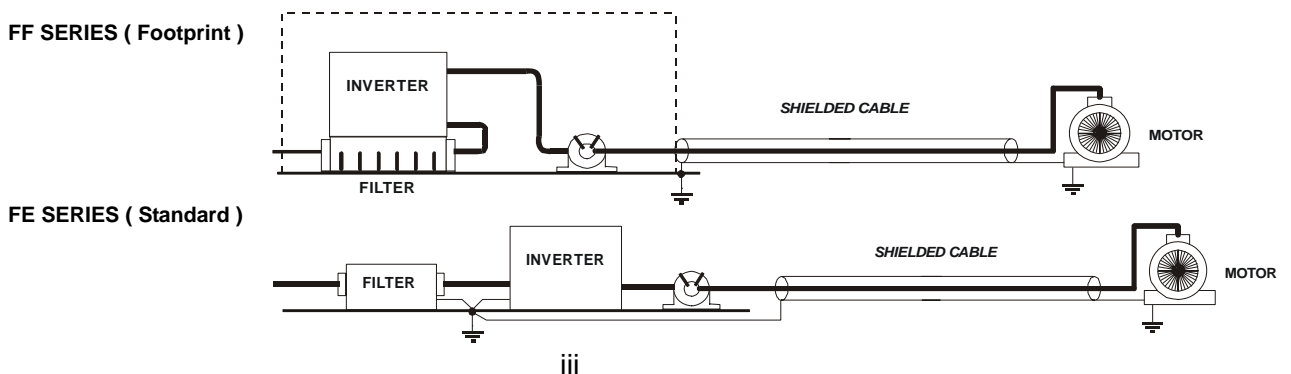 FF SERIES ( Footprint )
INVERTER
FILTER
SHIELDED CABLE
MOTOR
FE SERIES ( Standard )
FILTER
INVERTER
SHIELDED CABLE
MOTOR
iii